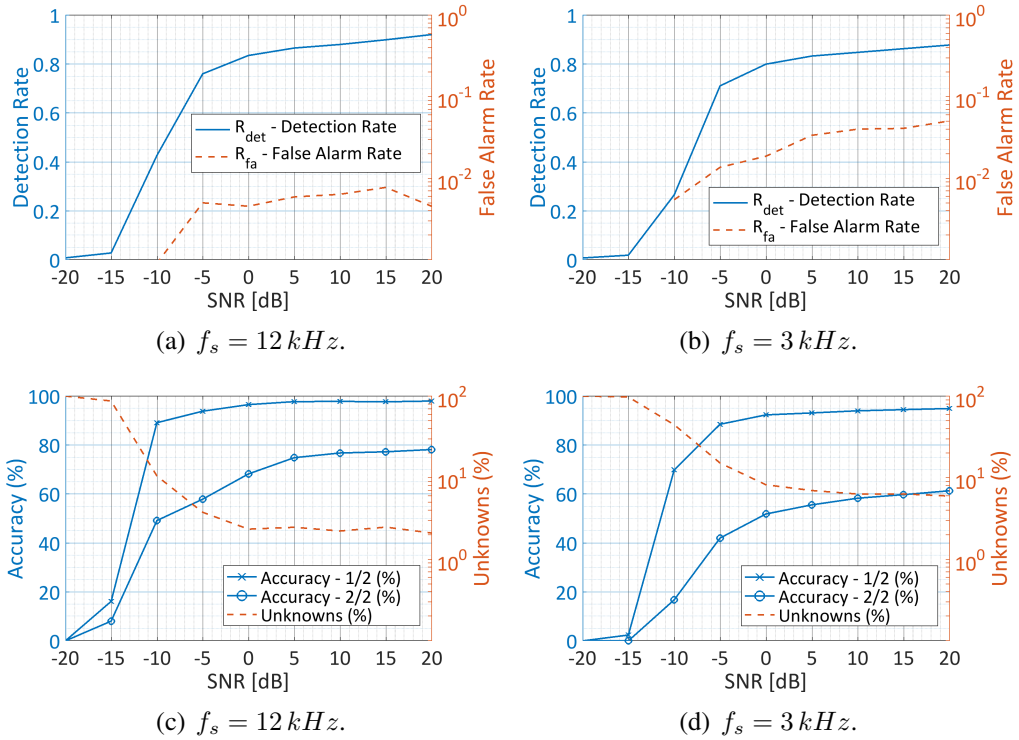 1
0.8
0.6
0.4
0.2
0
Detection Rate
R_det - Detection Rate
R_fa - False Alarm Rate
10^0
10^-1
10^-2
False Alarm Rate
-20 -15 -10 -5 0 5 10 15 20
SNR [dB]
(a) f_s = 12 kHz.
1
0.8
0.6
0.4
0.2
0
Detection Rate
R_det - Detection Rate
R_fa - False Alarm Rate
10^0
10^-1
10^-2
False Alarm Rate
-20 -15 -10 -5 0 5 10 15 20
SNR [dB]
(b) f_s = 3 kHz.
100
80
60
40
20
0
Accuracy (%)
Accuracy - 1/2 (%)
Accuracy - 2/2 (%)
Unknowns (%)
10^2
10^1
10^0
Unknowns (%)
-20 -15 -10 -5 0 5 10 15 20
SNR [dB]
(c) f_s = 12 kHz.
100
80
60
40
20
0
Accuracy (%)
Accuracy - 1/2 (%)
Accuracy - 2/2 (%)
Unknowns (%)
10^2
10^1
10^0
Unknowns (%)
-20 -15 -10 -5 0 5 10 15 20
SNR [dB]
(d) f_s = 3 kHz.